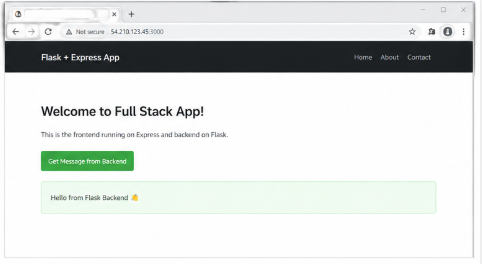 Not secure 54.210.123.45:3000
Flask + Express App Home About Contact
Welcome to Full Stack App!
This is the frontend running on Express and backend on Flask.
Get Message from Backend
Hello from Flask Backend 👋